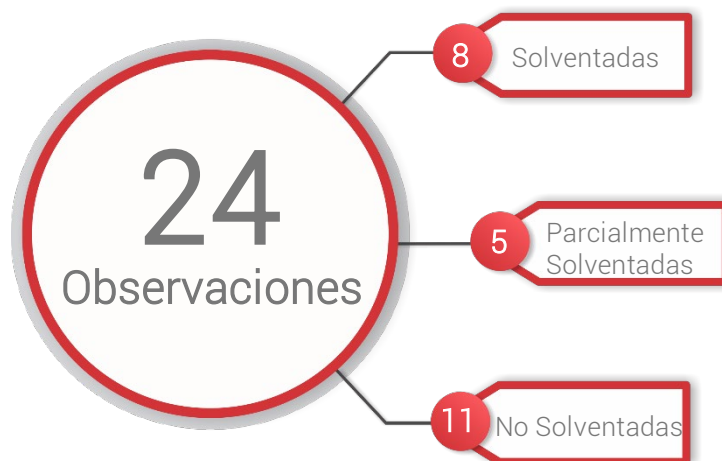 24
Observaciones
8
Solventadas
5
Parcialmente
Solventadas
11
No Solventadas